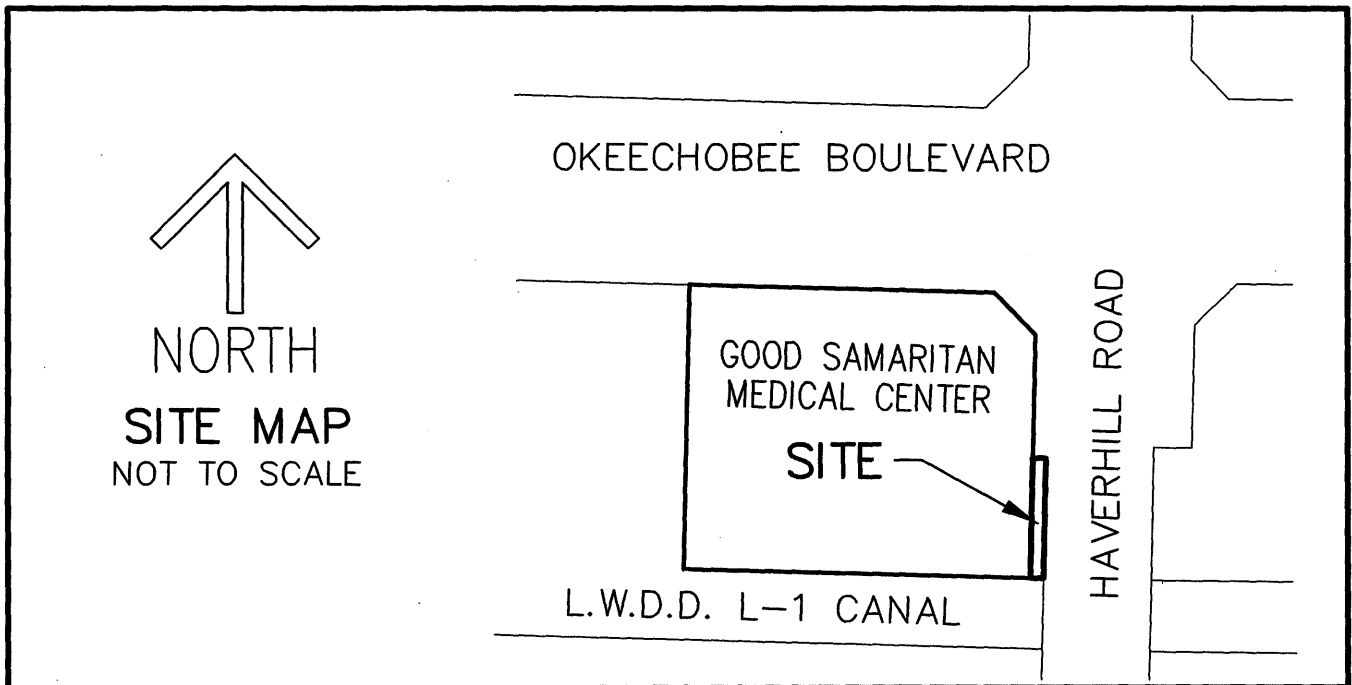 OKEECHOBEE BOULEVARD
NORTH
SITE MAP
NOT TO SCALE
GOOD SAMARITAN
MEDICAL CENTER
SITE
HAVERHILL ROAD
L.W.D.D. L-1 CANAL